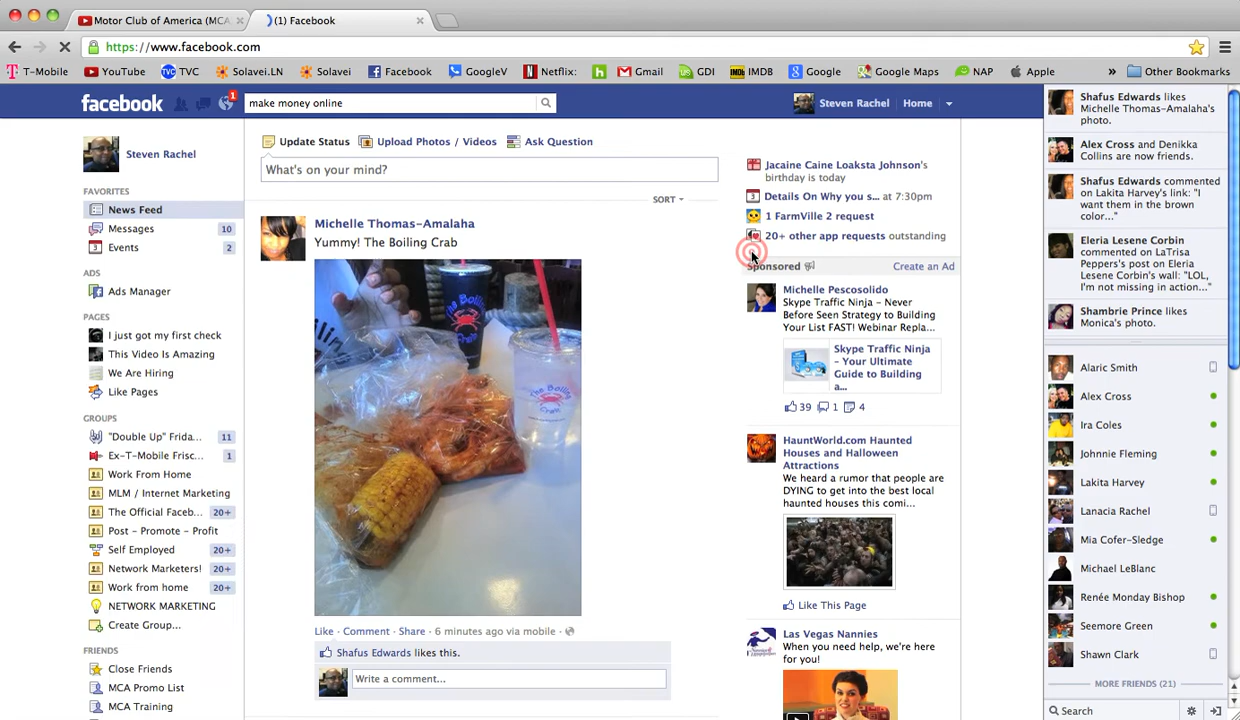 Motor Club of America (MCA
(1) Facebook
https://www.facebook.com
T-Mobile
YouTube
TVC
Solavei.LN
Solavei
Facebook
GoogleV
Netflix:
Gmail
GDI
IMDB
Google
Google Maps
NAP
Apple
»
Other Bookmarks
facebook
1
make money online
Steven Rachel
Home
Steven Rachel
FAVORITES
News Feed
Messages 10
Events 2
ADS
Ads Manager
PAGES
I just got my first check
This Video Is Amazing
We Are Hiring
Like Pages
GROUPS
"Double Up" Frida... 11
Ex-T-Mobile Frisc... 1
Work From Home
MLM / Internet Marketing
The Official Faceb... 20+
Post - Promote - Profit
Self Employed 20+
Network Marketers! 20+
Work from home 20+
NETWORK MARKETING
Create Group...
FRIENDS
Close Friends
MCA Promo List
MCA Training
Update Status
Upload Photos / Videos
Ask Question
What's on your mind?
SORT
Michelle Thomas-Amalaha
Yummy! The Boiling Crab
The Boiling
Crab
Like · Comment · Share · 6 minutes ago via mobile ·
Shafus Edwards likes this.
Write a comment...
Jacaine Caine Loaksta Johnson's
birthday is today
3
Details On Why you s... at 7:30pm
1 FarmVille 2 request
20+ other app requests outstanding
Sponsored
Create an Ad
Michelle Pescosolido
Skype Traffic Ninja - Never
Before Seen Strategy to Building
Your List FAST! Webinar Repla...
Skype Traffic Ninja
- Your Ultimate
Guide to Building
a...
39 1 4
HauntWorld.com Haunted
Houses and Halloween
Attractions
We heard a rumor that people are
DYING to get into the best local
haunted houses this comi...
Like This Page
Las Vegas Nannies
When you need help, we're here
for you!
Shafus Edwards likes
Michelle Thomas-Amalaha's
photo.
Alex Cross and Denikka
Collins are now friends.
Shafus Edwards commented
on Lakita Harvey's link: "I
want them in the brown
color..."
Eleria Lesene Corbin
commented on LaTrisa
Peppers's post on Eleria
Lesene Corbin's wall: "LOL,
I'm not missing in action..."
Shambrie Prince likes
Monica's photo.
Alaric Smith
Alex Cross
Ira Coles
Johnnie Fleming
Lakita Harvey
Lanacia Rachel
Mia Cofer-Sledge
Michael LeBlanc
Renée Monday Bishop
Seemore Green
Shawn Clark
MORE FRIENDS (21)
Search